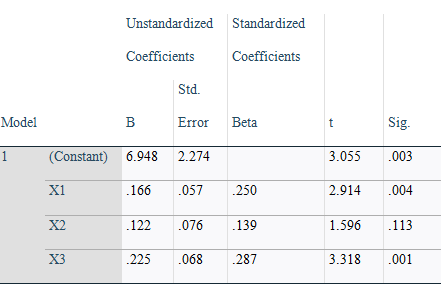 Unstandardized Standardized
Coefficients Coefficients
Std.
Model B Error Beta t Sig.
1 (Constant) 6.948 2.274 3.055 .003
X1 .166 .057 .250 2.914 .004
X2 .122 .076 .139 1.596 .113
X3 .225 .068 .287 3.318 .001